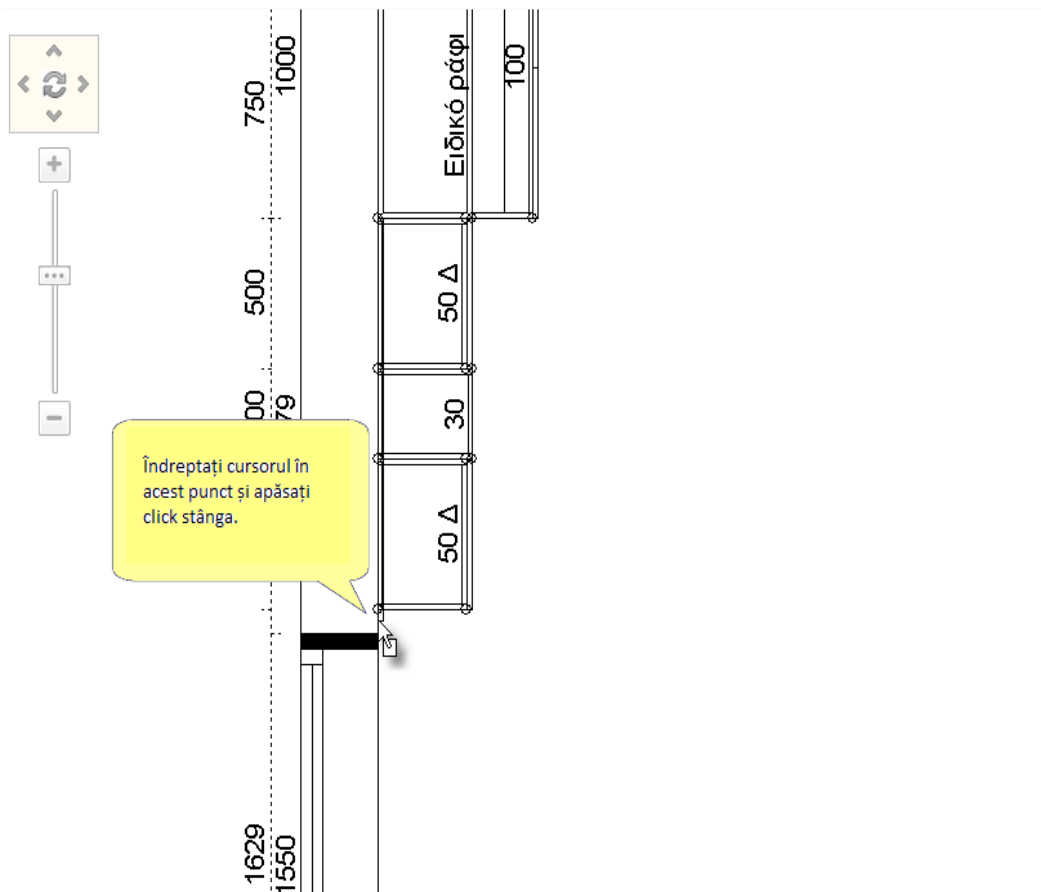 1000
750
Ειδικό ράφι
100
500
50 Δ
79
30
Îndreptați cursorul în
acest punct și apăsați
click stânga.
50 Δ
1629
1550